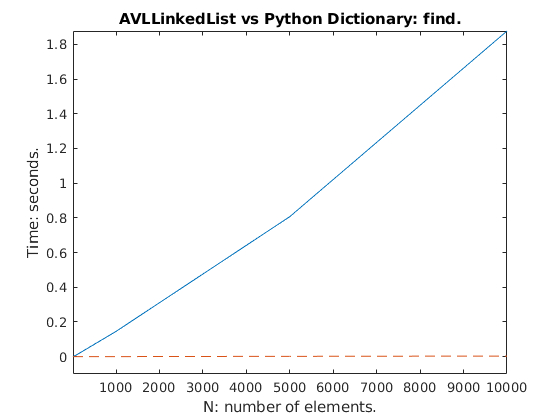 AVLLinkedList vs Python Dictionary: find.
1.8
1.6
1.4
1.2
1
0.8
0.6
0.4
0.2
0
Time: seconds.
1000 2000 3000 4000 5000 6000 7000 8000 9000 10000
N: number of elements.